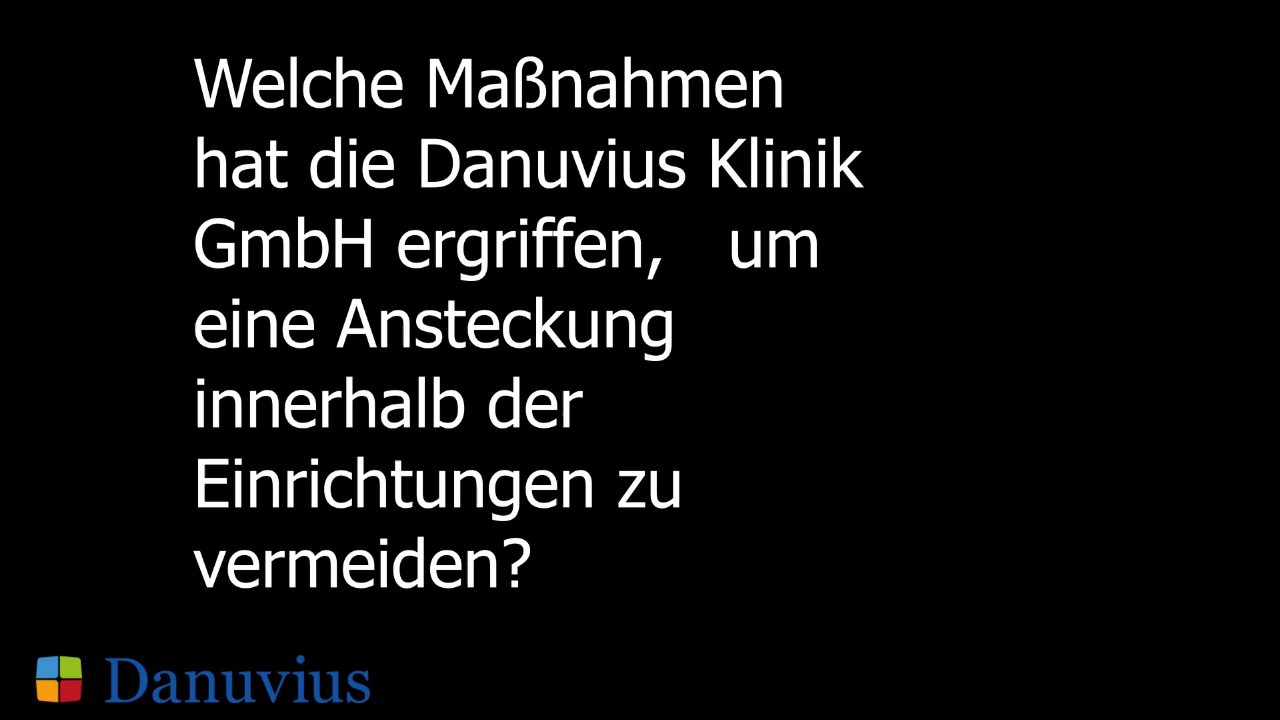 Welche Maßnahmen
hat die Danuvius Klinik
GmbH ergriffen, um
eine Ansteckung
innerhalb der
Einrichtungen zu
vermeiden?
Danuvius